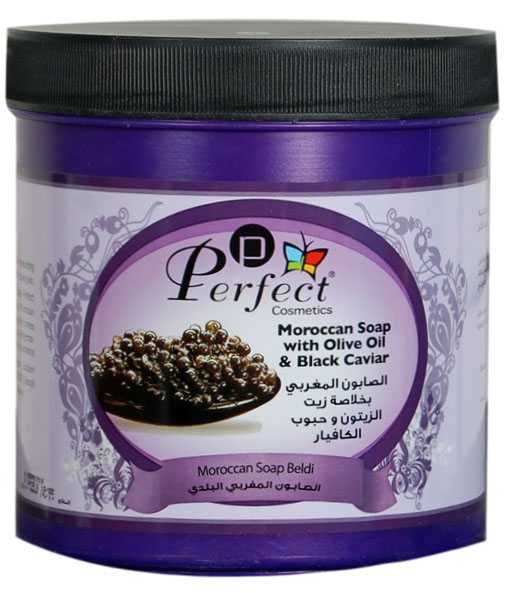 Perfect®
Cosmetics
Moroccan Soap
with Olive Oil
& Black Caviar
الصابون المغربي
بخلاصة زيت
الزيتون و حبوب
الكافيار
Moroccan Soap Beldi
الصابون المغربي البلدي